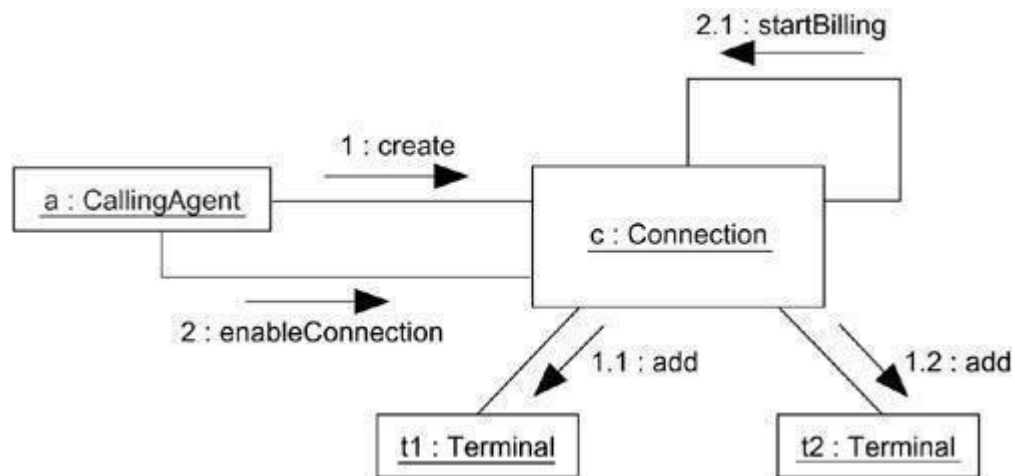 2.1 : startBilling
1 : create
a : CallingAgent
c : Connection
2 : enableConnection
1.1 : add
1.2 : add
t1 : Terminal
t2 : Terminal